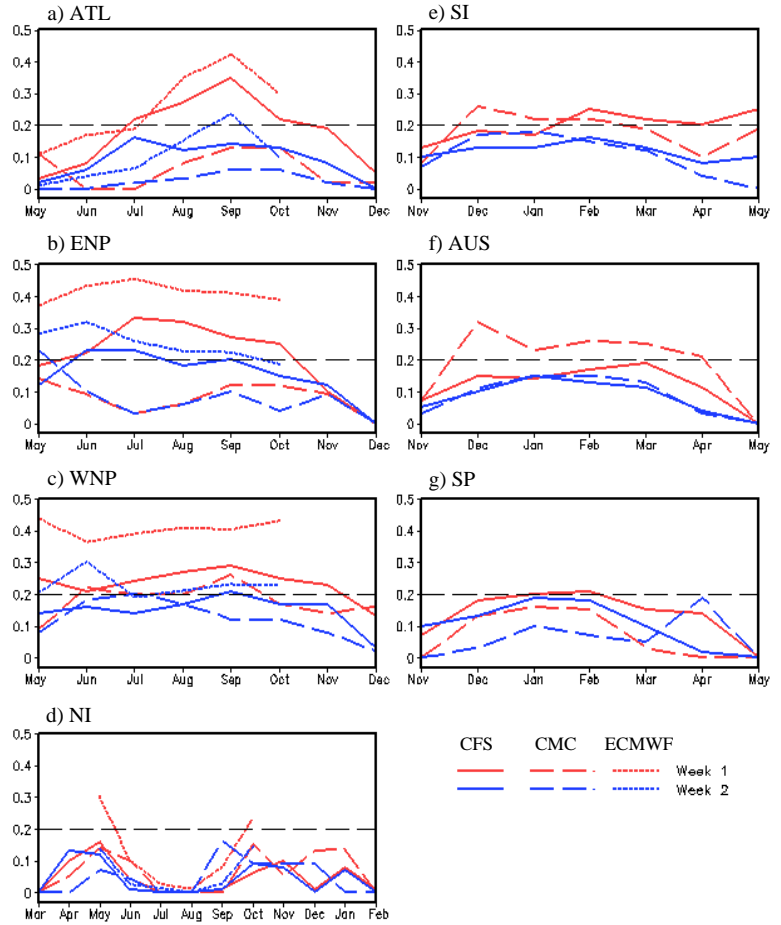 a) ATL
0.5
0.4
0.3
0.2
0.1
0
May Jun Jul Aug Sep Oct Nov Dec
b) ENP
0.5
0.4
0.3
0.2
0.1
0
May Jun Jul Aug Sep Oct Nov Dec
c) WNP
0.5
0.4
0.3
0.2
0.1
0
May Jun Jul Aug Sep Oct Nov Dec
d) NI
0.5
0.4
0.3
0.2
0.1
0
Mar Apr May Jun Jul Aug Sep Oct Nov Dec Jan Feb
e) SI
0.5
0.4
0.3
0.2
0.1
0
Nov Dec Jan Feb Mar Apr May
f) AUS
0.5
0.4
0.3
0.2
0.1
0
Nov Dec Jan Feb Mar Apr May
g) SP
0.5
0.4
0.3
0.2
0.1
0
Nov Dec Jan Feb Mar Apr May
CFS CMC ECMWF
Week 1
Week 2